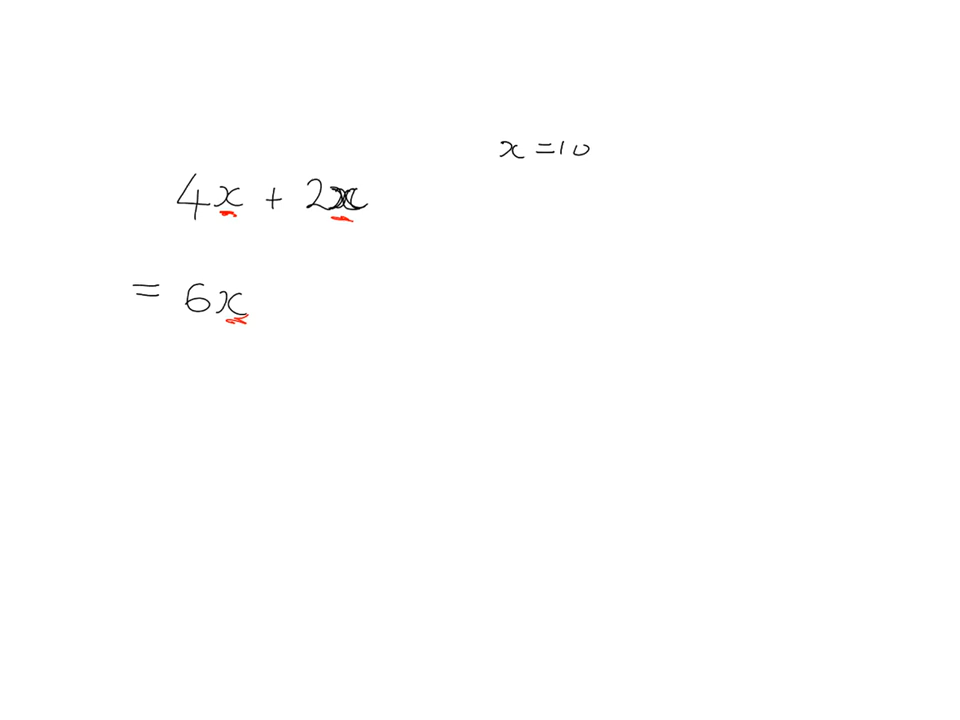 x = 10
4x + 2x
= 6x